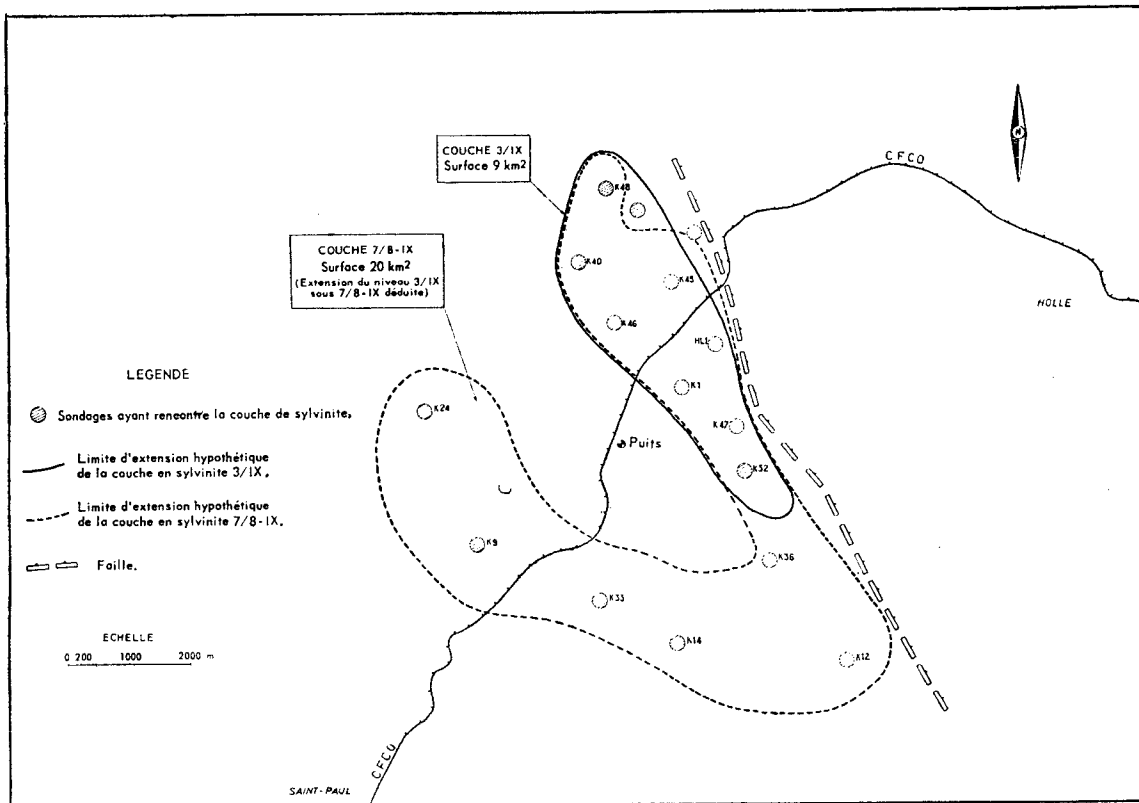 COUCHE 3/IX
Surface 9 km²
CFCO
N
K48
COUCHE 7/8-IX
Surface 20 km²
(Extension du niveau 3/IX
sous 7/8-IX déduite)
K40
K45
HOLLE
K46
HLE
LEGENDE
K1
K24
Sondages ayant rencontre la couche de sylvinite.
K47
Puits
Limite d'extension hypothétique
de la couche en sylvinite 3/IX.
K52
Limite d'extension hypothétique
de la couche en sylvinite 7/8-IX.
K9
K36
Faille.
K33
ECHELLE
K14
K12
0 200 1000 2000 m
CFCO
SAINT-PAUL